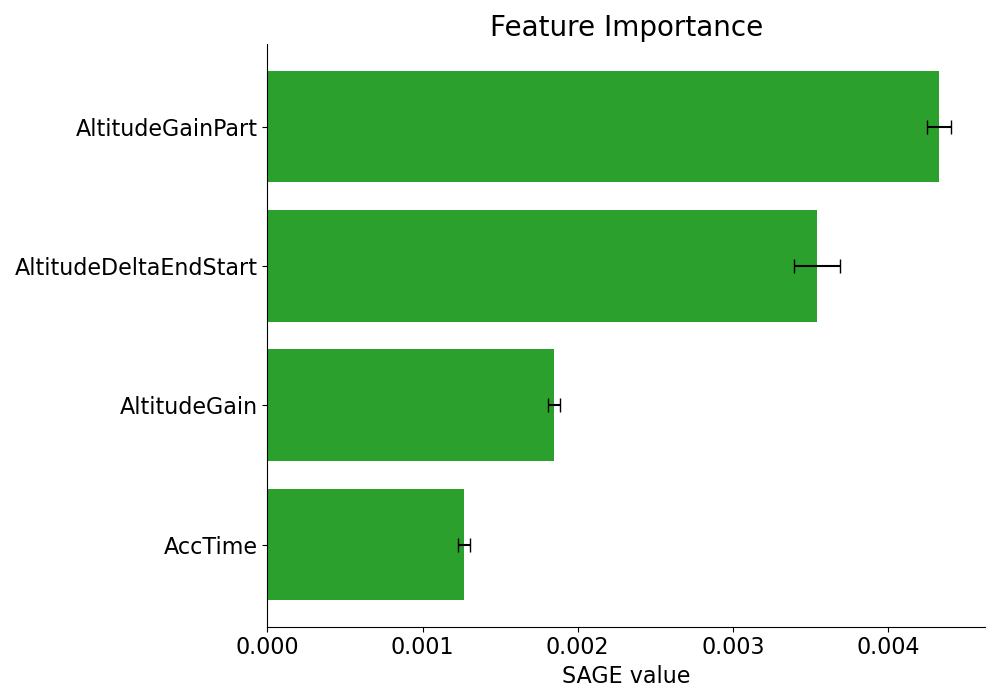 Feature Importance
AltitudeGainPart
AltitudeDeltaEndStart
AltitudeGain
AccTime
0.000 0.001 0.002 0.003 0.004
SAGE value